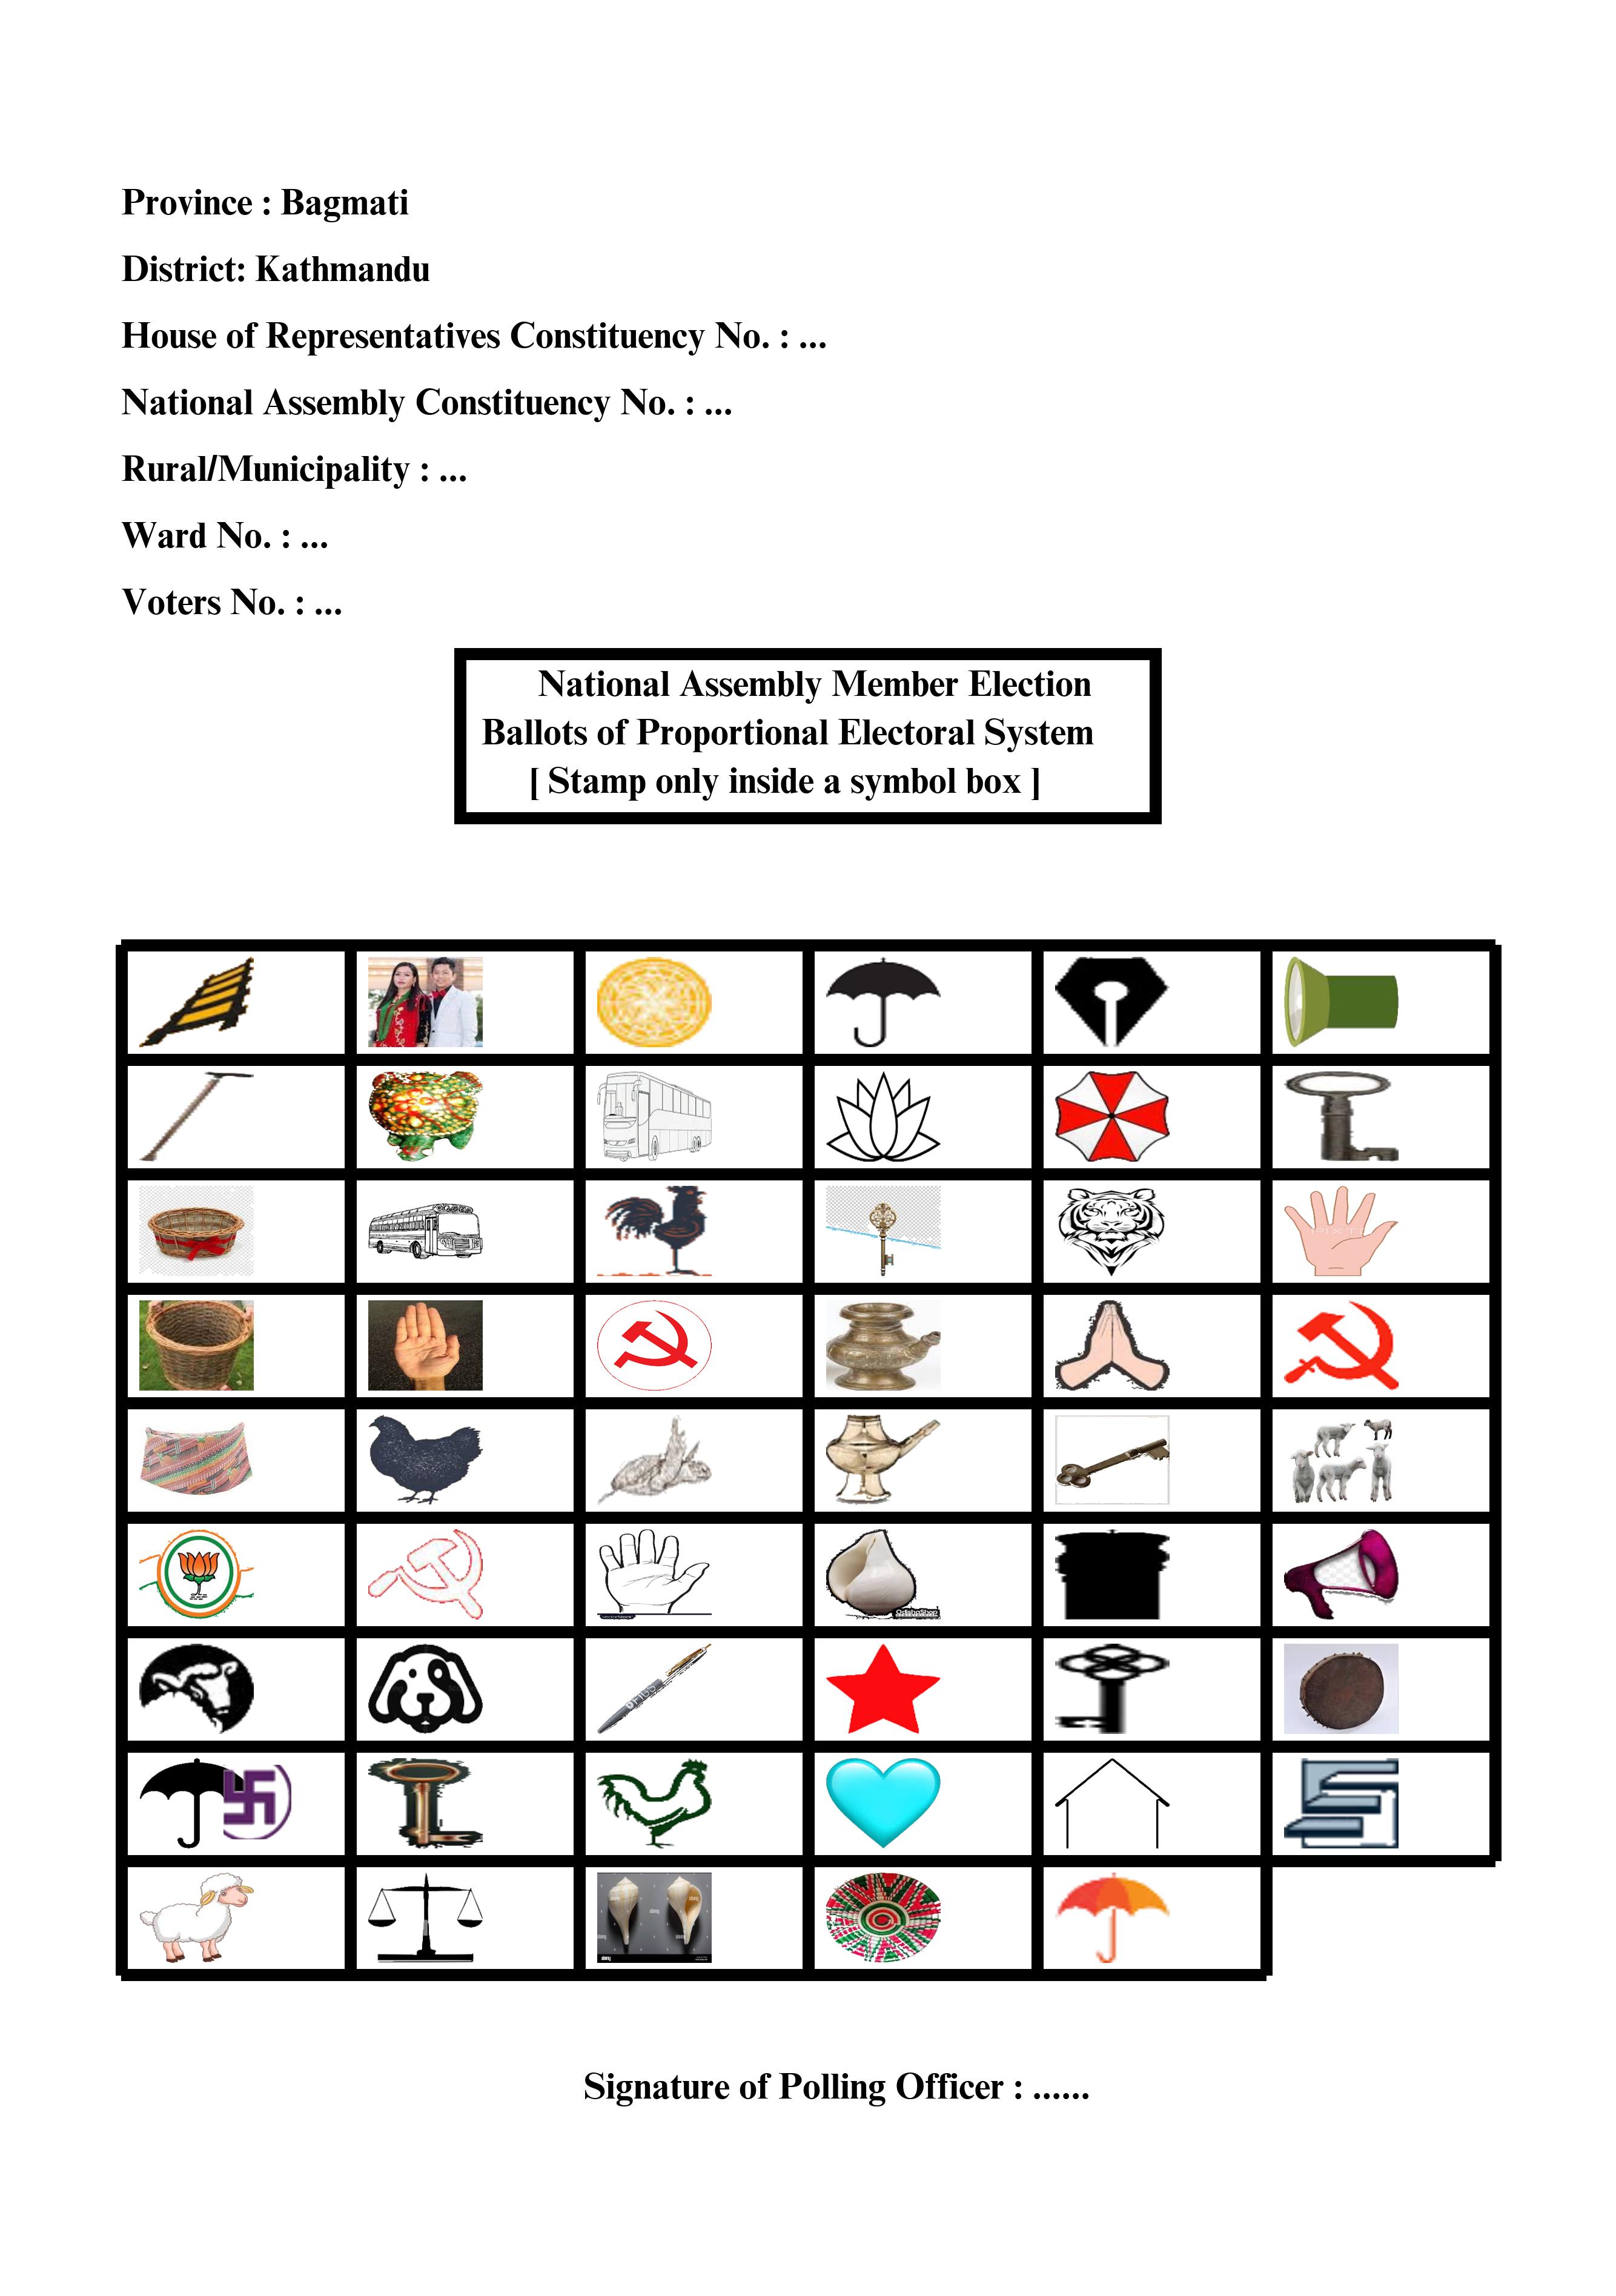 Province : Bagmati
District: Kathmandu
House of Representatives Constituency No. : ...
National Assembly Constituency No. : ...
Rural/Municipality : ...
Ward No. : ...
Voters No. : ...
National Assembly Member Election
Ballots of Proportional Electoral System
[ Stamp only inside a symbol box ]
Signature of Polling Officer : ......